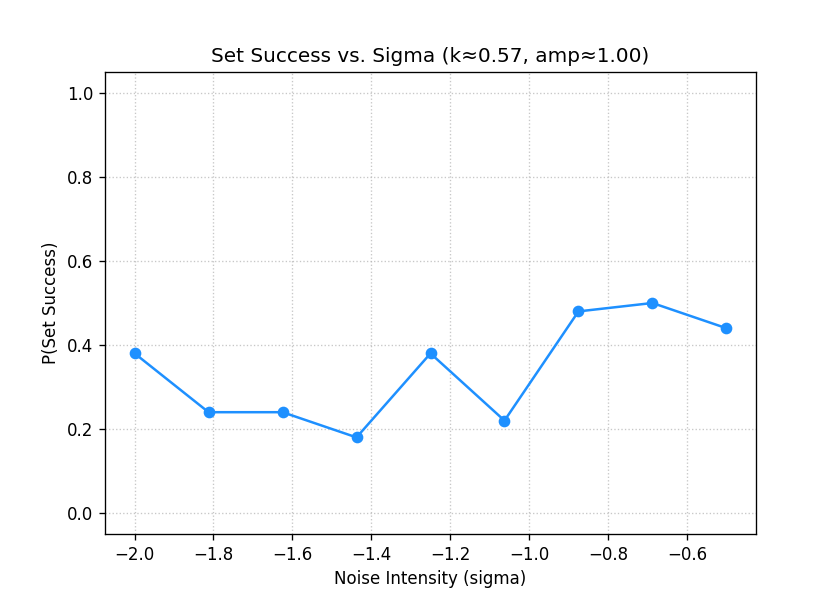 Set Success vs. Sigma (k≈0.57, amp≈1.00)
P(Set Success)
1.0
0.8
0.6
0.4
0.2
0.0
−2.0 −1.8 −1.6 −1.4 −1.2 −1.0 −0.8 −0.6
Noise Intensity (sigma)